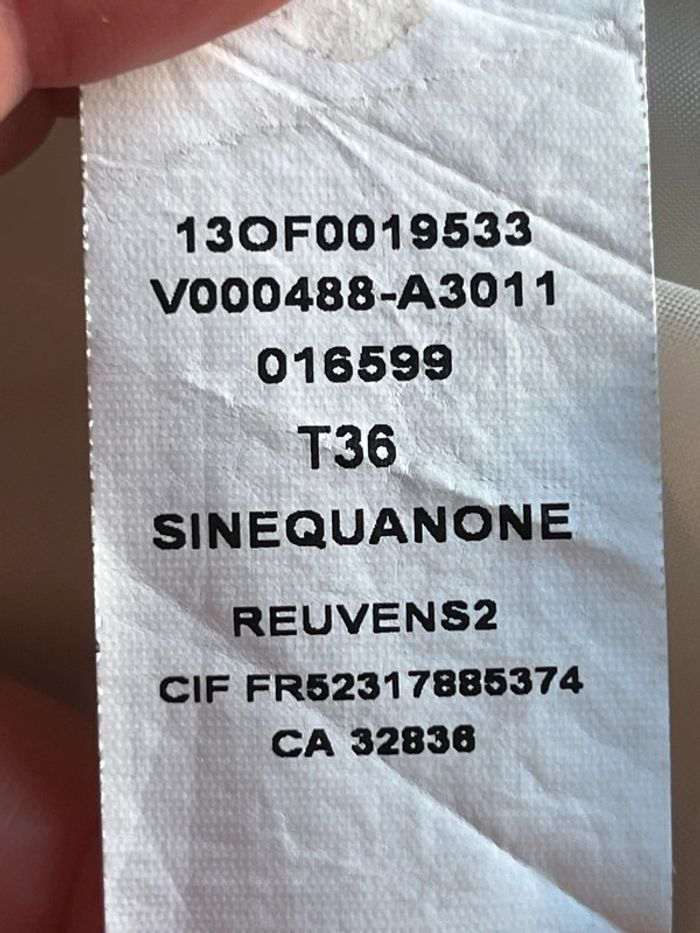 13OF0019533
V000488-A3011
016599
T36
SINEQUANONE
REUVENS2
CIF FR52317885374
CA 32836